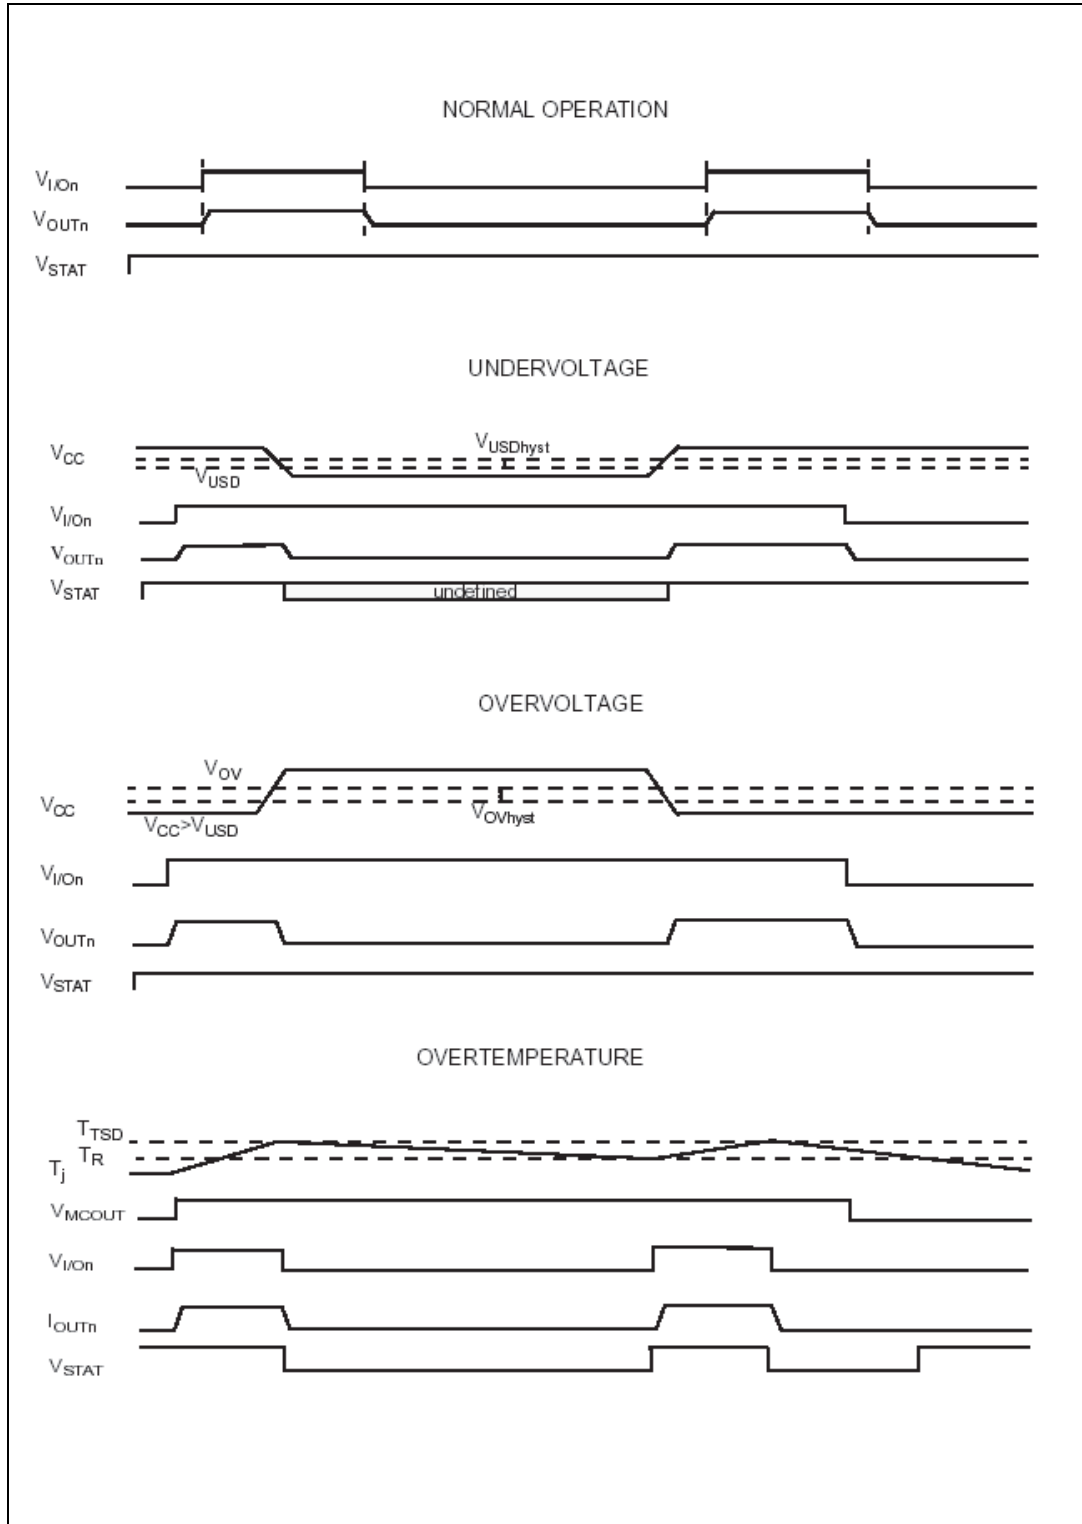 NORMAL OPERATION
VI/On
VOUTn
VSTAT
UNDERVOLTAGE
VCC
VUSDhyst
VUSD
VI/On
VOUTn
VSTAT
undefined
OVERVOLTAGE
VOV
VCC
VOVhyst
VCC>VUSD
VI/On
VOUTn
VSTAT
OVERTEMPERATURE
TTSD
TR
Tj
VMCOUT
VI/On
IOUTn
VSTAT